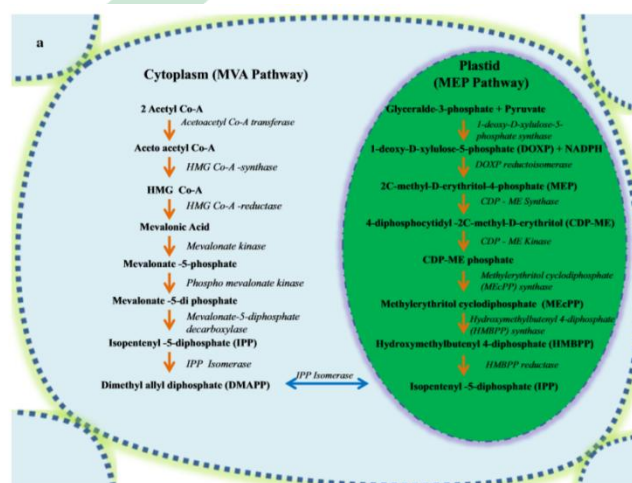 a
Cytoplasm (MVA Pathway)
2 Acetyl Co-A
Acetoacetyl Co-A transferase
Aceto acetyl Co-A
HMG Co-A -synthase
HMG Co-A
HMG Co-A -reductase
Mevalonic Acid
Mevalonate kinase
Mevalonate -5-phosphate
Phospho mevalonate kinase
Mevalonate -5-di phosphate
Mevalonate-5-diphosphate
decarboxylase
Isopentenyl -5-diphosphate (IPP)
IPP Isomerase
Dimethyl allyl diphosphate (DMAPP)
IPP Isomerase
Plastid
(MEP Pathway)
Glyceralde-3-phosphate + Pyruvate
1-deoxy-D-xylulose-5-
phosphate synthase
1-deoxy-D-xylulose-5-phosphate (DOXP) + NADPH
DOXP reductoisomerase
2C-methyl-D-erythritol-4-phosphate (MEP)
CDP - ME Synthase
4-diphosphocytidyl -2C-methyl-D-erythritol (CDP-ME)
CDP - ME Kinase
CDP-ME phosphate
Methylerythritol cyclodiphosphate
(MEcPP) synthase
Methylerythritol cyclodiphosphate (MEcPP)
Hydroxymethylbutenyl 4-diphosphate
(HMBPP) synthase
Hydroxymethylbutenyl 4-diphosphate (HMBPP)
HMBPP reductase
Isopentenyl -5-diphosphate (IPP)